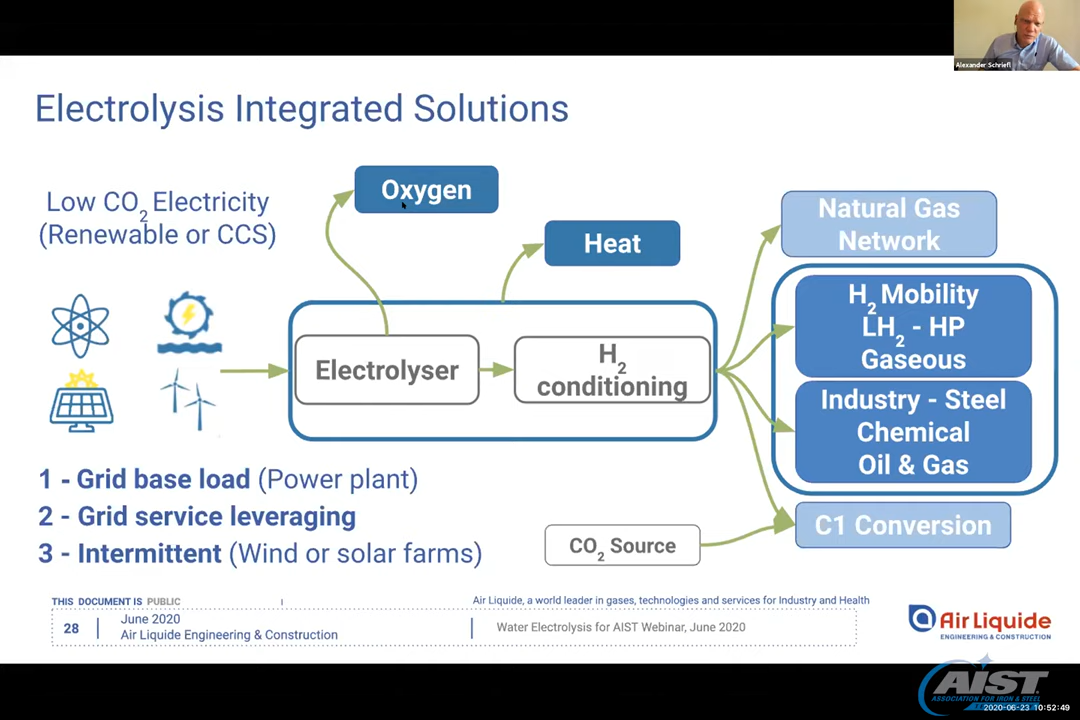 Alexander Schriefl
Electrolysis Integrated Solutions
Low CO2 Electricity
(Renewable or CCS)
Oxygen
Heat
Electrolyser
H2
conditioning
Natural Gas
Network
H2 Mobility
LH2 - HP
Gaseous
Industry - Steel
Chemical
Oil & Gas
C1 Conversion
CO2 Source
1 - Grid base load (Power plant)
2 - Grid service leveraging
3 - Intermittent (Wind or solar farms)
THIS DOCUMENT IS PUBLIC
Air Liquide, a world leader in gases, technologies and services for Industry and Health
28
June 2020
Air Liquide Engineering & Construction
Water Electrolysis for AIST Webinar, June 2020
Air Liquide
ENGINEERING & CONSTRUCTION
AIST
ASSOCIATION FOR IRON & STEEL
2020-06-23 10:52:49